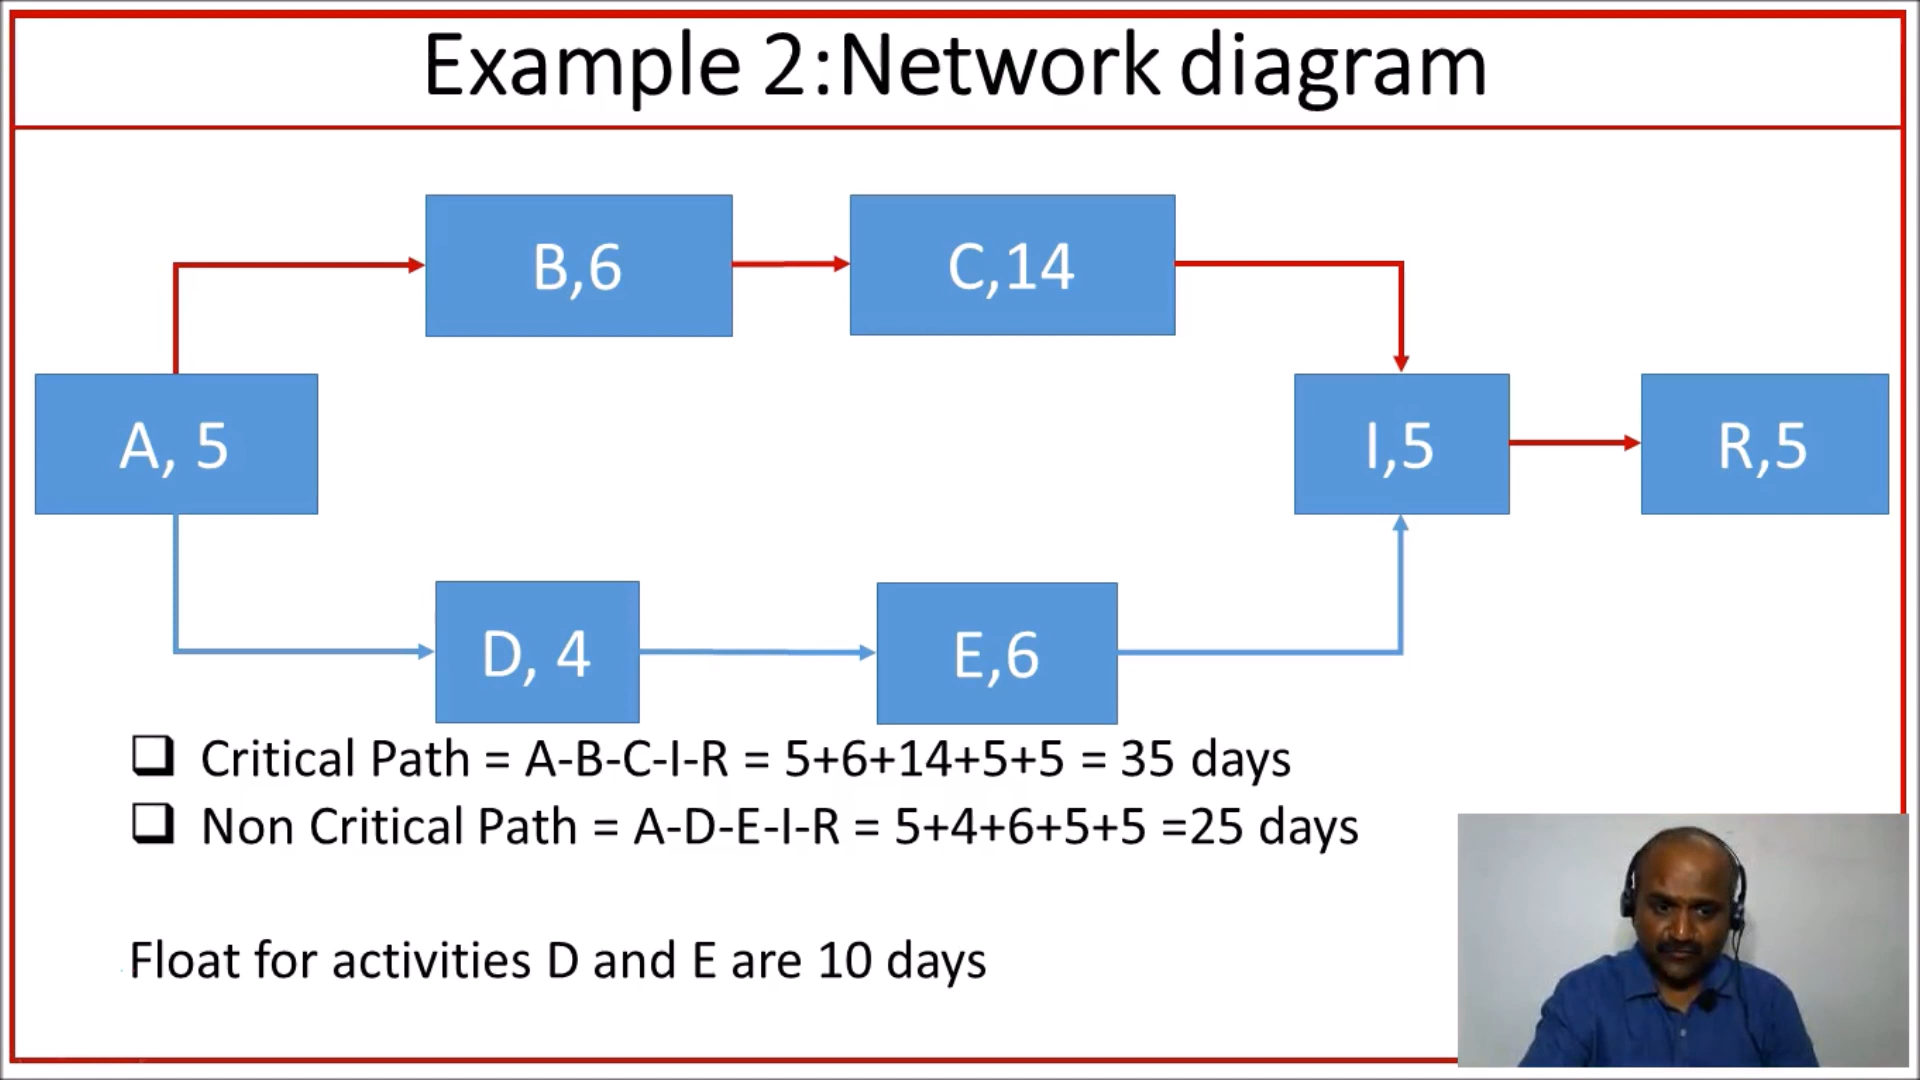 Example 2:Network diagram
B,6
C,14
A, 5
I,5
R,5
D, 4
E,6
Critical Path = A-B-C-I-R = 5+6+14+5+5 = 35 days
Non Critical Path = A-D-E-I-R = 5+4+6+5+5 =25 days
Float for activities D and E are 10 days